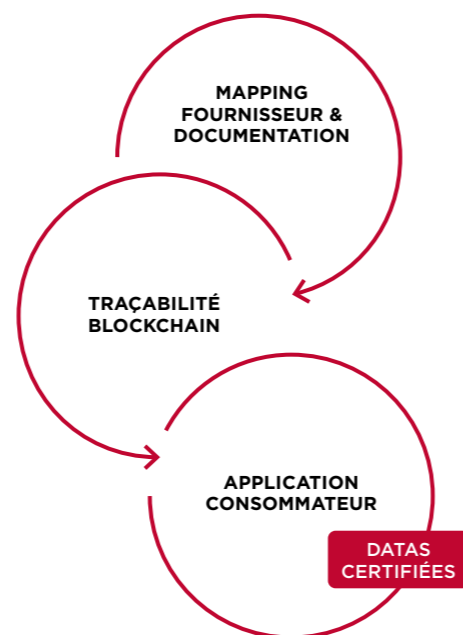 MAPPING
FOURNISSEUR &
DOCUMENTATION
TRAÇABILITÉ
BLOCKCHAIN
APPLICATION
CONSOMMATEUR
DATAS
CERTIFIÉES